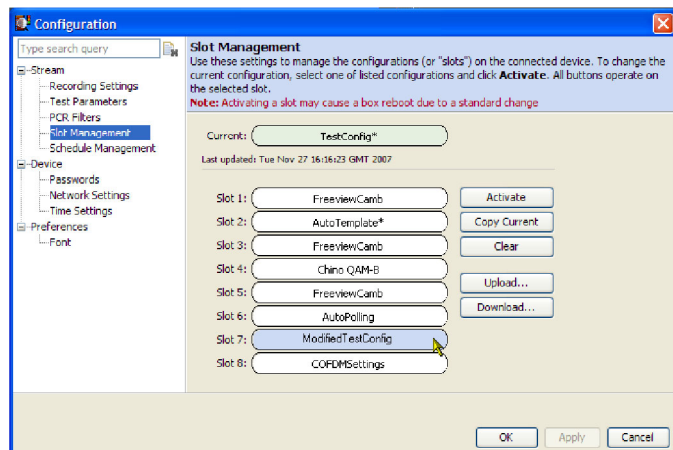 Configuration
Type search query
Stream
Recording Settings
Test Parameters
PCR Filters
Slot Management
Schedule Management
Device
Passwords
Network Settings
Time Settings
Preferences
Font
Slot Management
Use these settings to manage the configurations (or "slots") on the connected device. To change the
current configuration, select one of listed configurations and click Activate. All buttons operate on
the selected slot.
Note: Activating a slot may cause a box reboot due to a standard change
Current: TestConfig*
Last updated: Tue Nov 27 16:16:23 GMT 2007
Slot 1: FreeviewCamb
Slot 2: AutoTemplate*
Slot 3: FreeviewCamb
Slot 4: Chino QAM-B
Slot 5: FreeviewCamb
Slot 6: AutoPolling
Slot 7: ModifiedTestConfig
Slot 8: COFDMSettings
Activate
Copy Current
Clear
Upload...
Download...
OK Apply Cancel